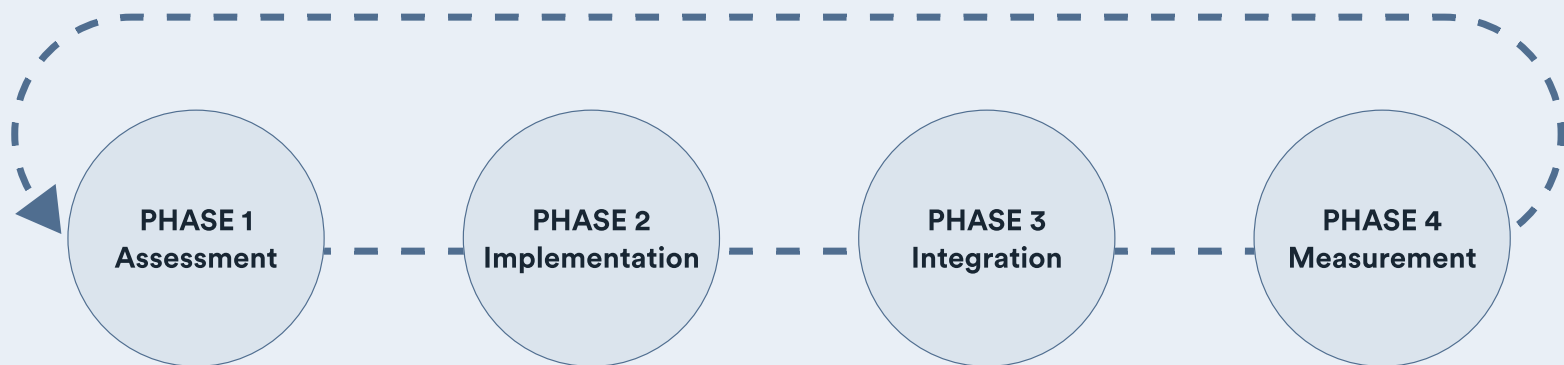 PHASE 1
Assessment
PHASE 2
Implementation
PHASE 3
Integration
PHASE 4
Measurement